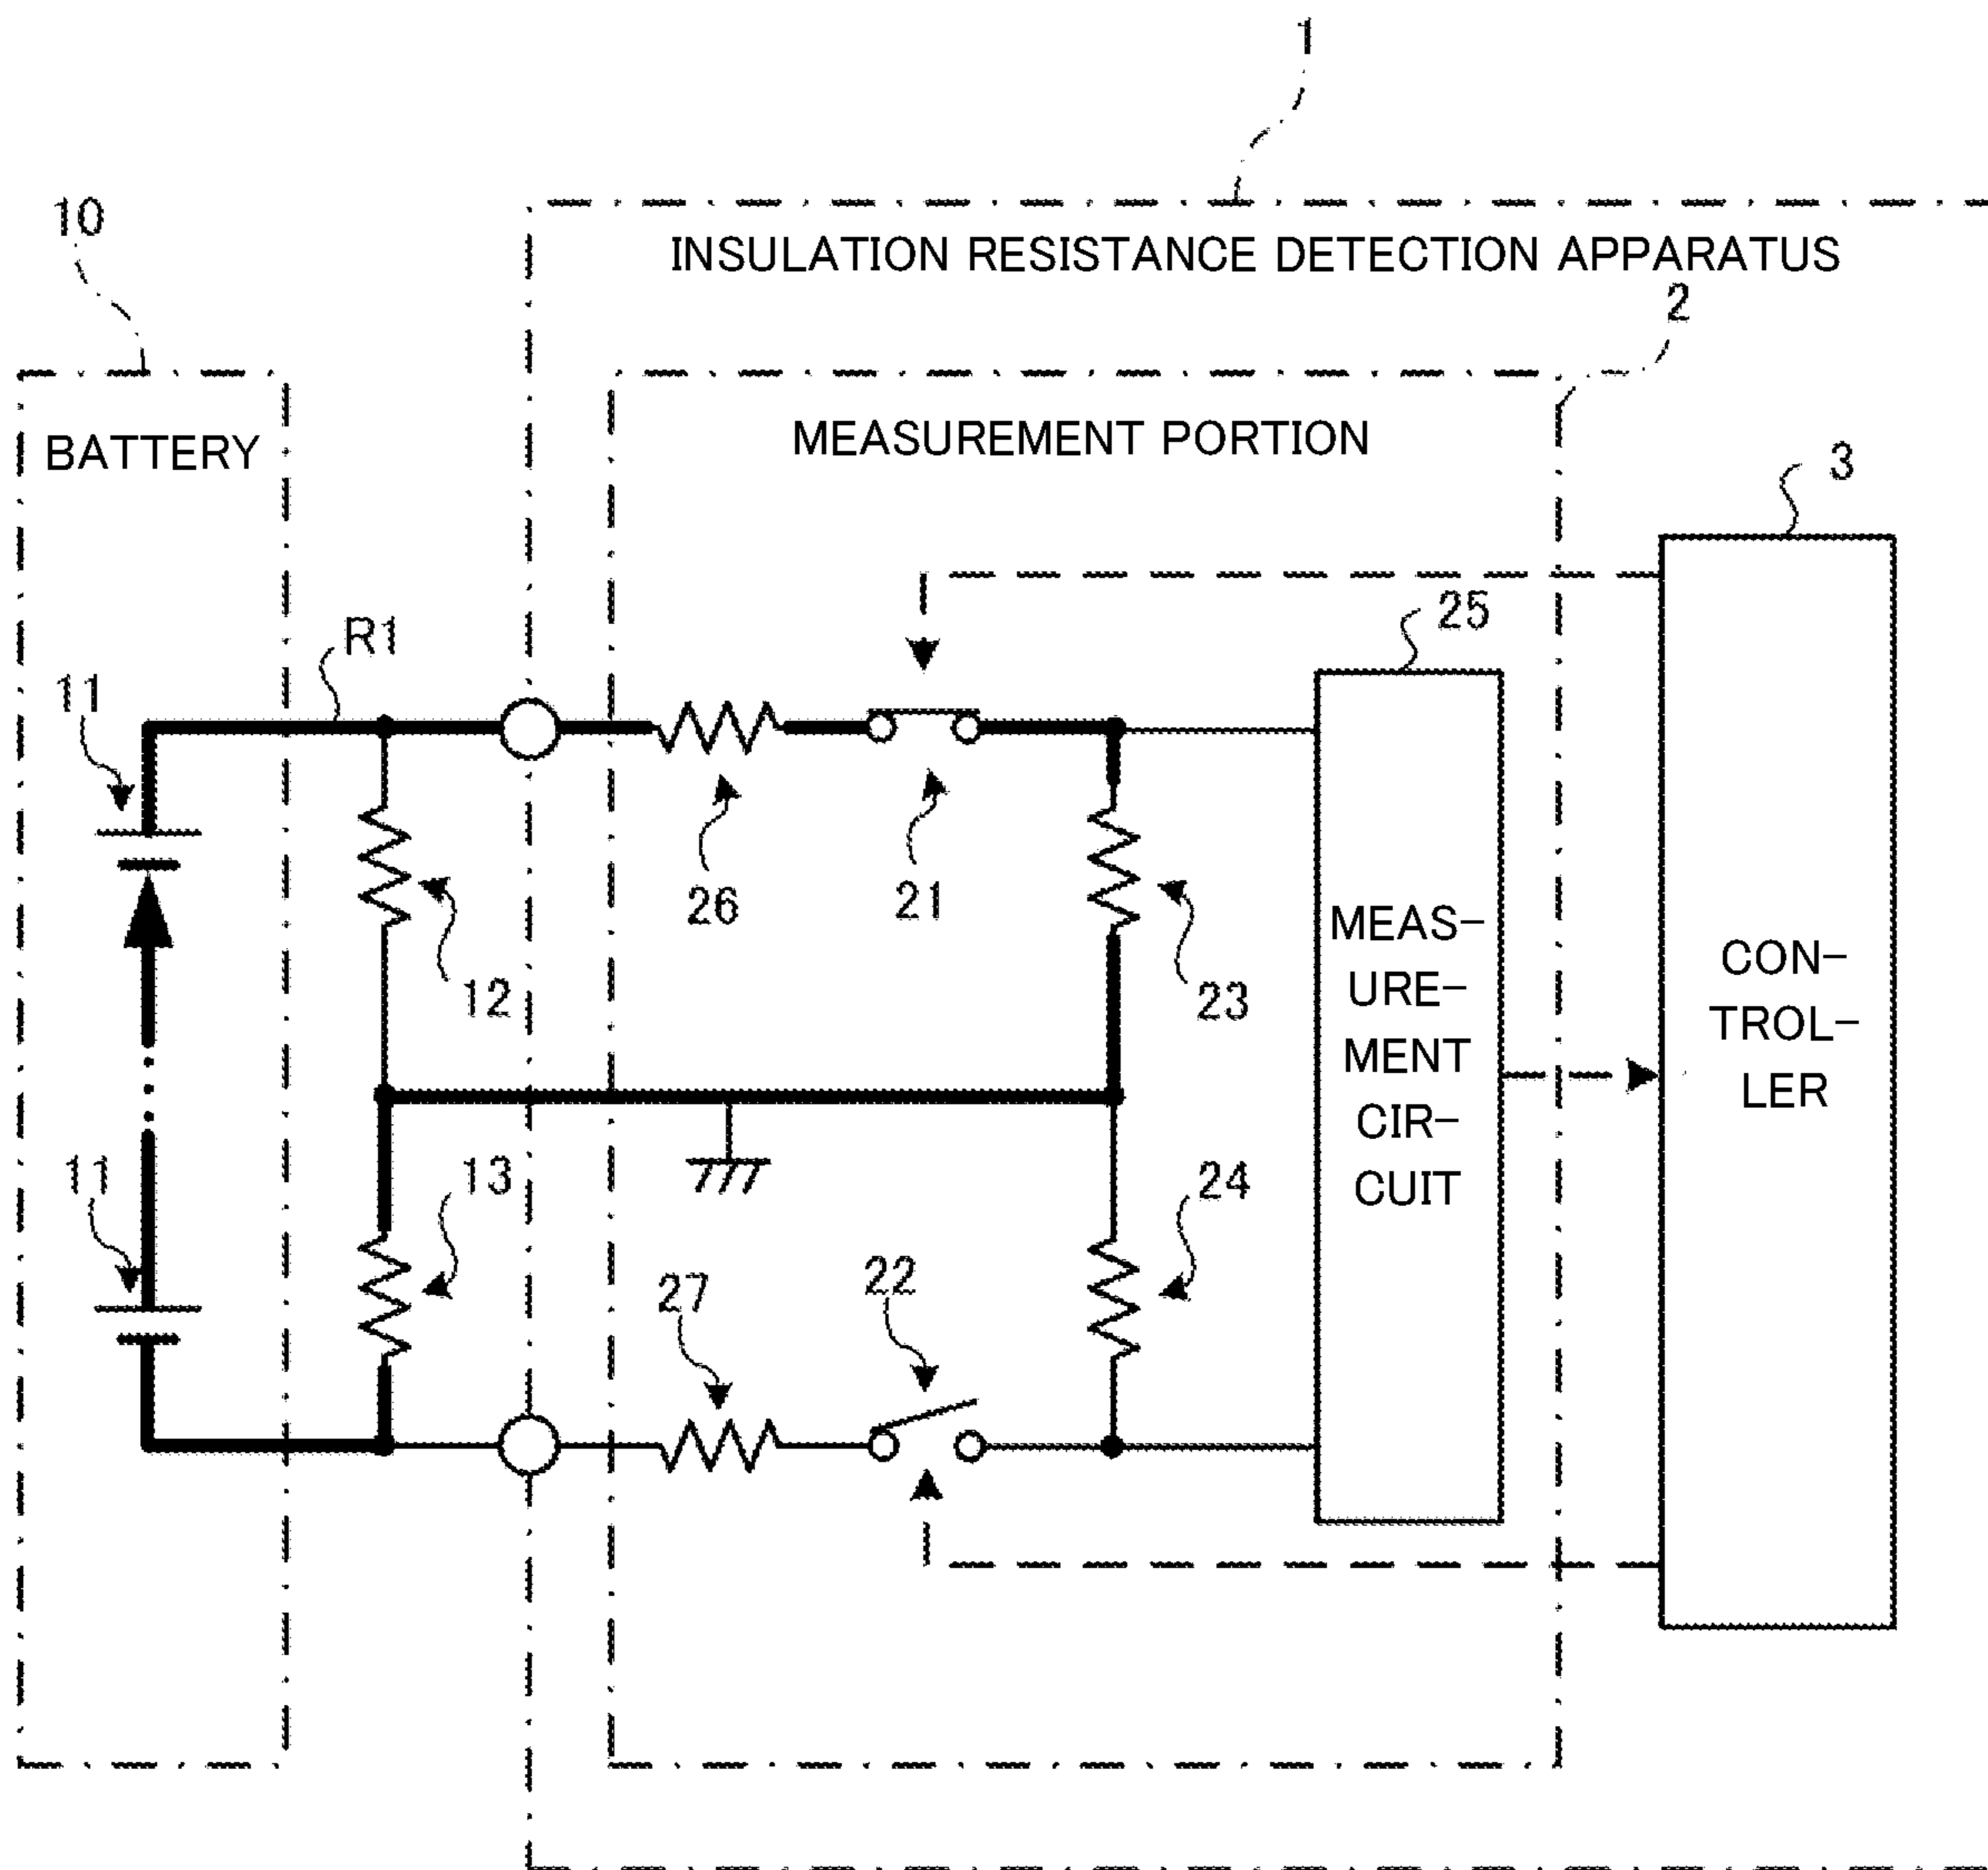 1
10
INSULATION RESISTANCE DETECTION APPARATUS
2
BATTERY
MEASUREMENT PORTION
3
R1
25
11
26
21
12
23
MEAS-
URE-
MENT
CIR-
CUIT
CON-
TROL-
LER
11
13
24
27
22